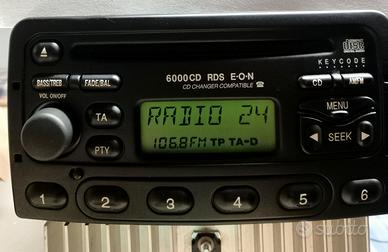 6000CD RDS E·O·N
CD CHANGER COMPATIBLE
KEYCODE
BASS/TREB
FADE/BAL
CD
AM/FM
VOL ON/OFF
MENU
TA
PTY
RADIO 24
106.8FM TP TA-D
SEEK
1
2
3
4
5
6
subito